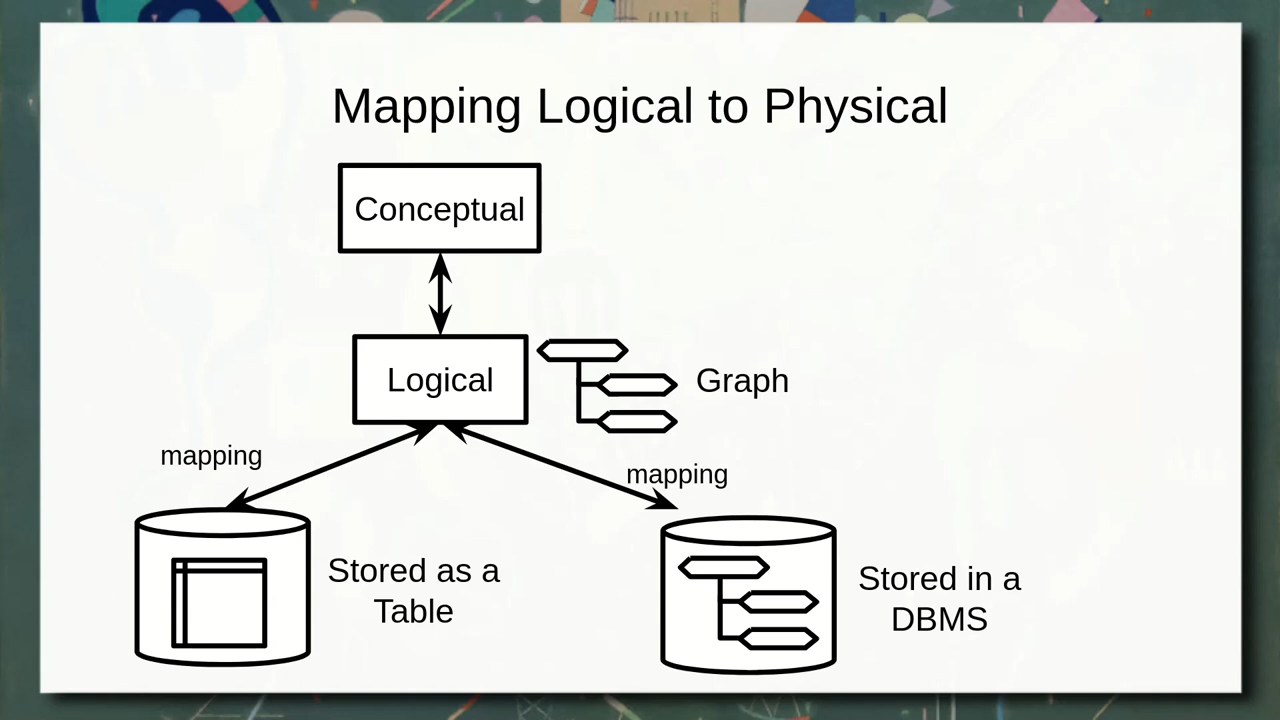 Mapping Logical to Physical
Conceptual
Logical
Graph
mapping
mapping
Stored as a
Table
Stored in a
DBMS